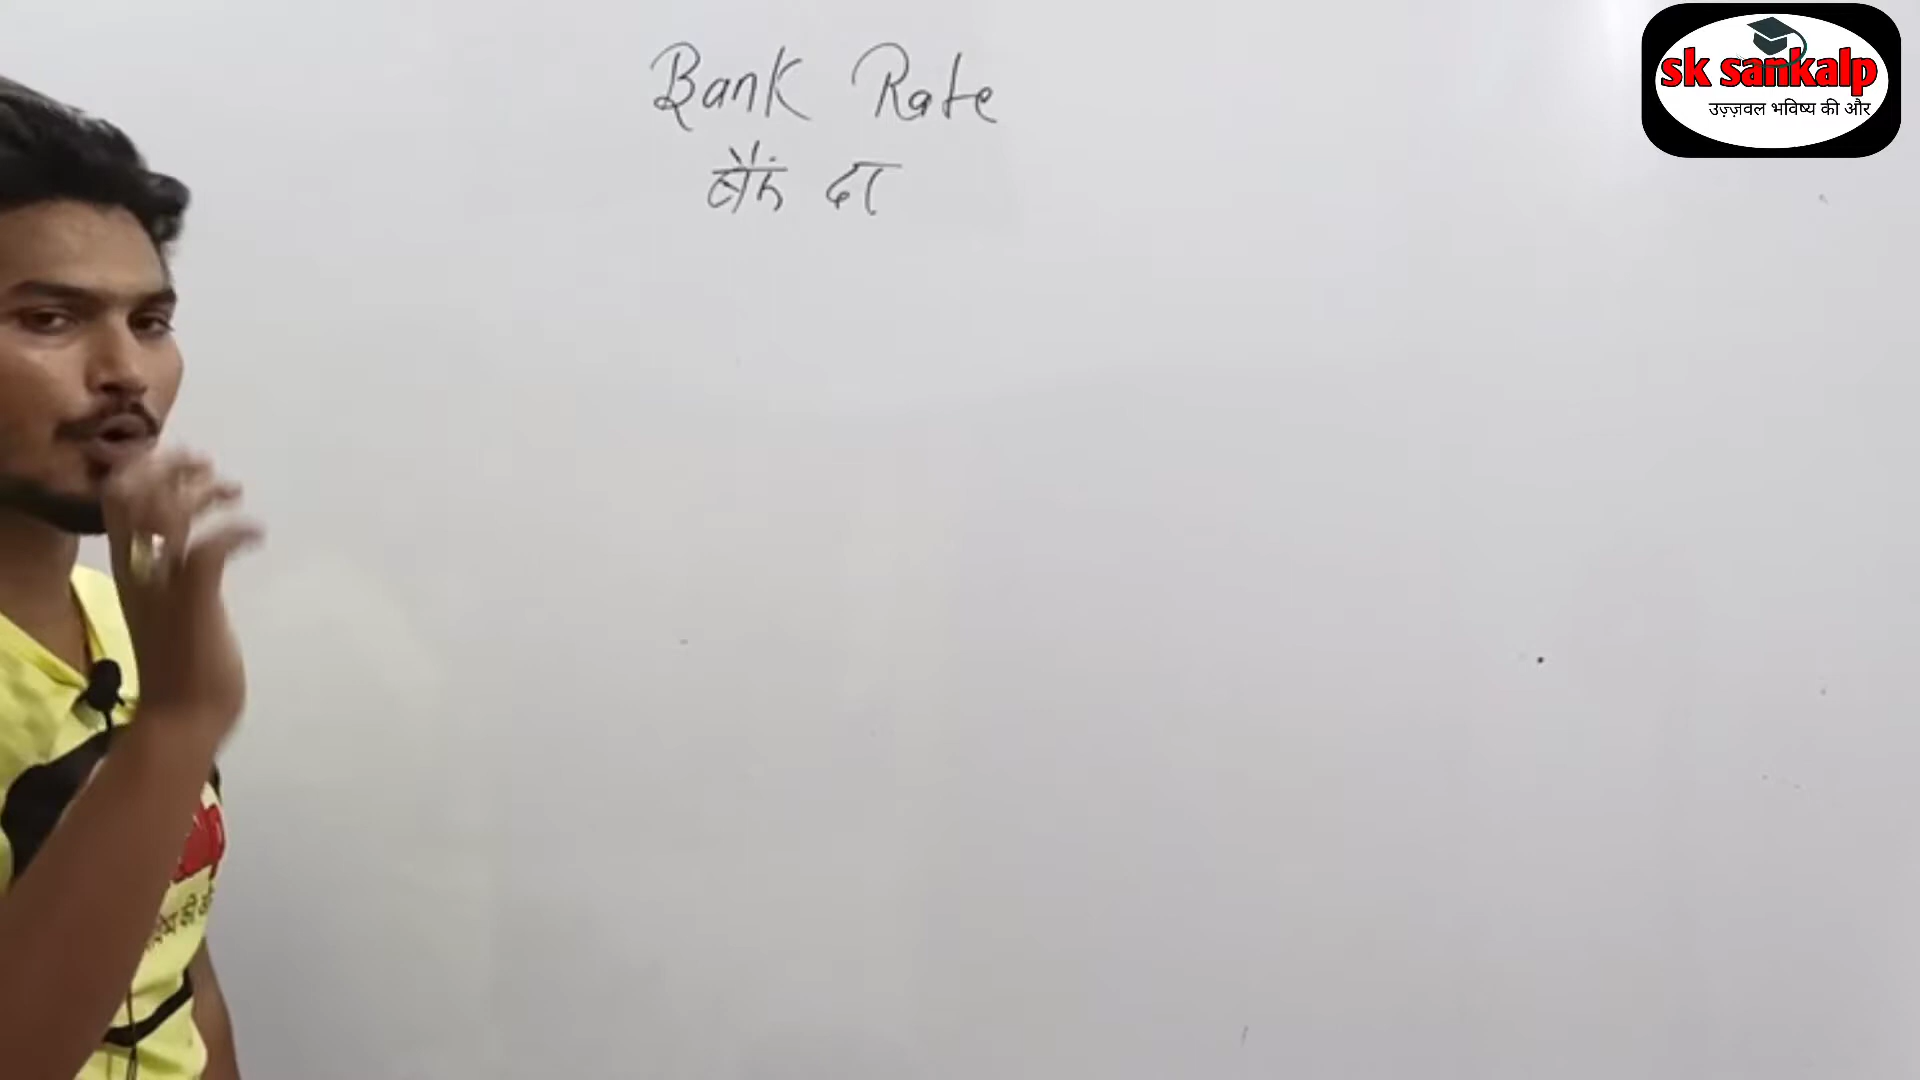 Bank Rate
बैंक दर
sk sankalp
उज़्ज़वल भविष्य की और